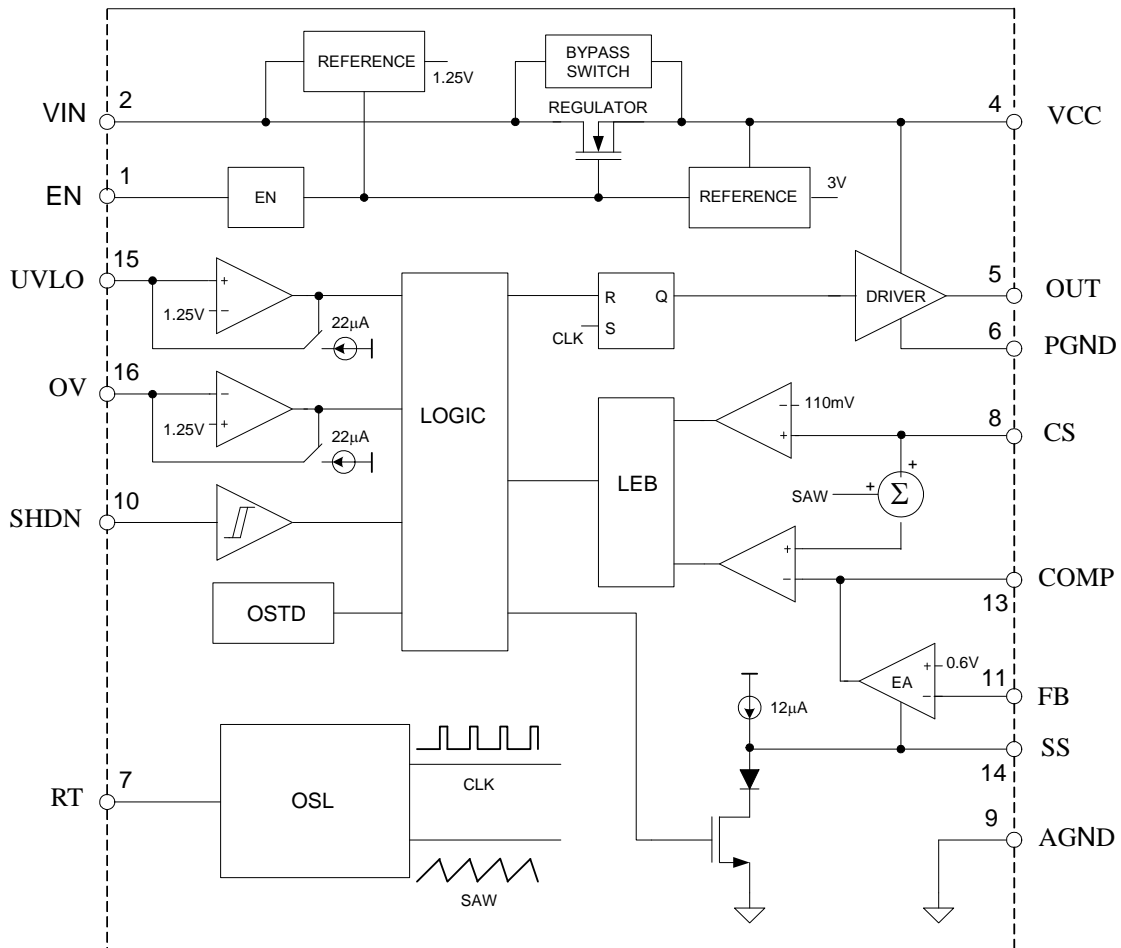 REFERENCE
1.25V
BYPASS
SWITCH
REGULATOR
VIN
2
4
VCC
EN
1
EN
REFERENCE
3V
UVLO
15
+
−
1.25V
22µA
R
Q
S
CLK
DRIVER
5
OUT
6
PGND
OV
16
−
+
1.25V
22µA
LOGIC
LEB
−
110mV
+
8
CS
SAW
+
+
Σ
SHDN
10
+
−
COMP
13
OSTD
EA
+
0.6V
−
11
FB
12µA
SS
14
RT
7
OSL
CLK
SAW
9
AGND